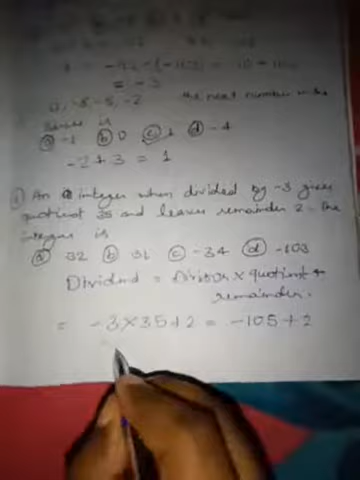 = -3
-8, -5, -2 the next number in the
series is
(a) -1 (b) 0 (c) 1 (d) -4
-2 + 3 = 1
An integer when divided by -3 gives
quotient 35 and leaves remainder 2. The
integer is
(a) 32 (b) 31 (c) -34 (d) -103
Dividend = Divisor × quotient +
remainder.
= -3 × 35 + 2 = -105 + 2